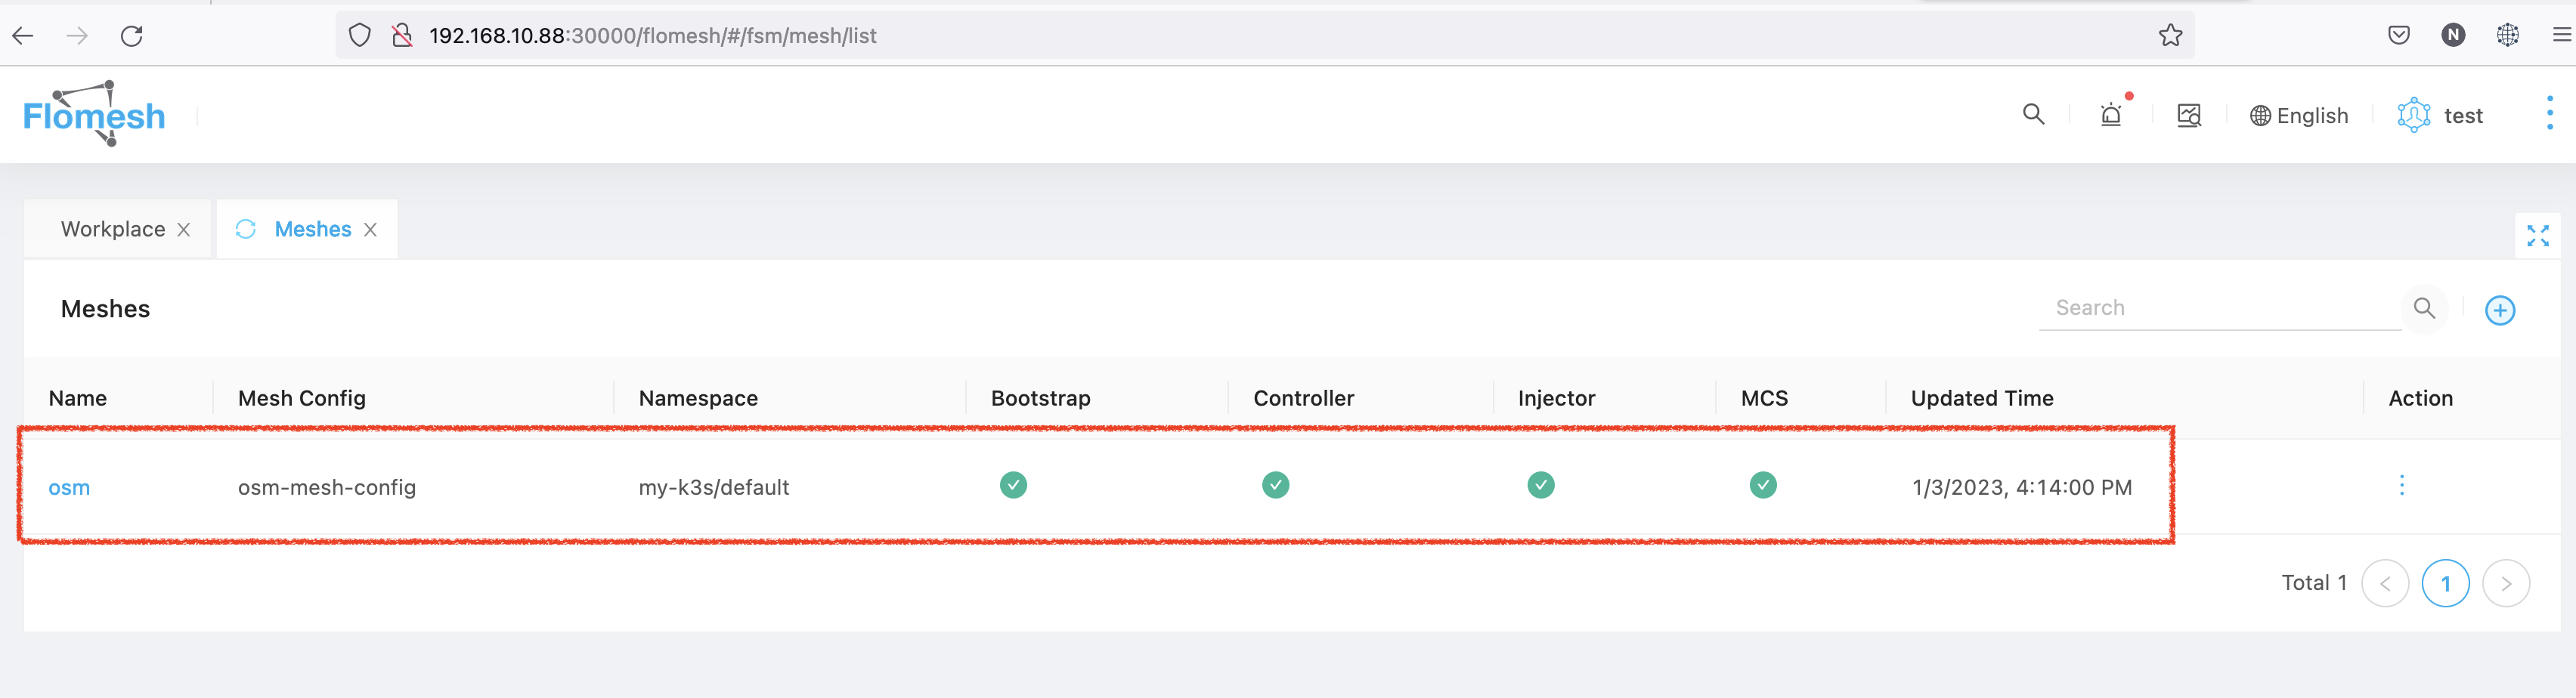 192.168.10.88:30000/flomesh/#/fsm/mesh/list
N
Flomesh
English
test
Workplace
Meshes
Meshes
Search
Name Mesh Config Namespace Bootstrap Controller Injector MCS Updated Time Action
osm osm-mesh-config my-k3s/default 1/3/2023, 4:14:00 PM
Total 1 < 1 >